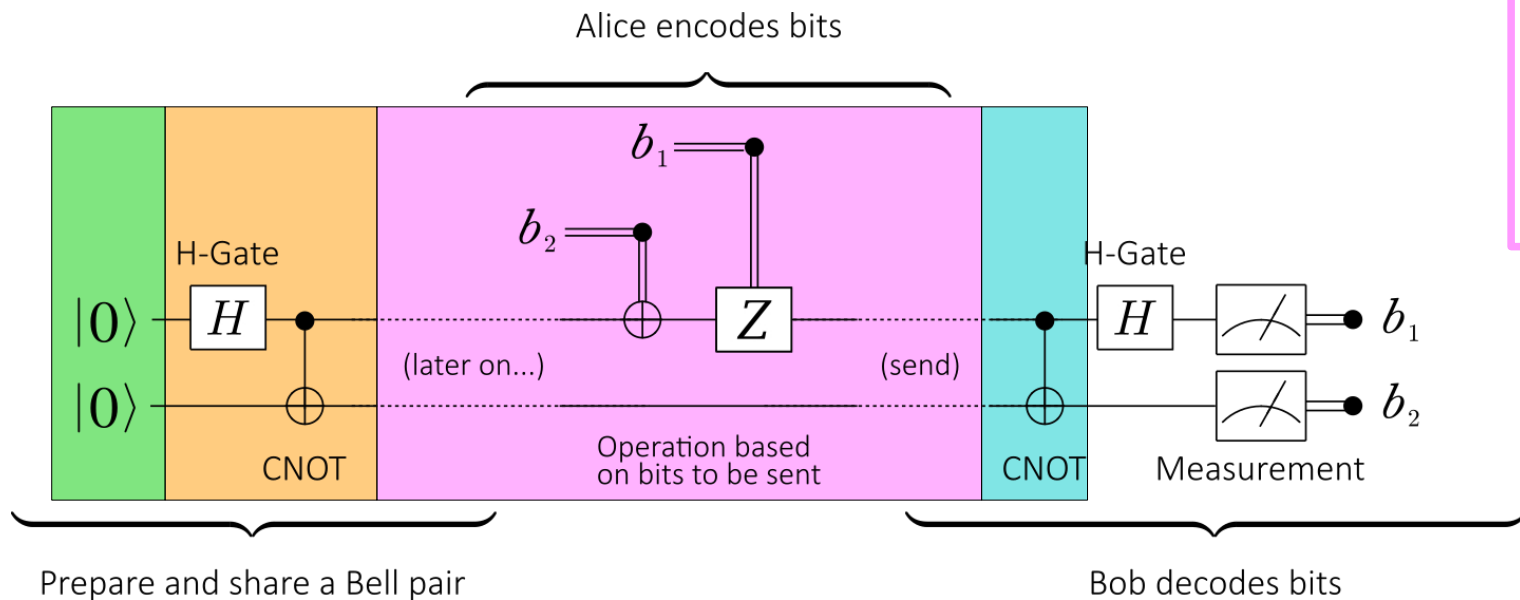 Alice encodes bits
b₁
b₂
H-Gate
H-Gate
|0⟩ H
Z
H
b₁
(later on...)
(send)
|0⟩
b₂
Operation based
on bits to be sent
CNOT
CNOT
Measurement
Prepare and share a Bell pair
Bob decodes bits